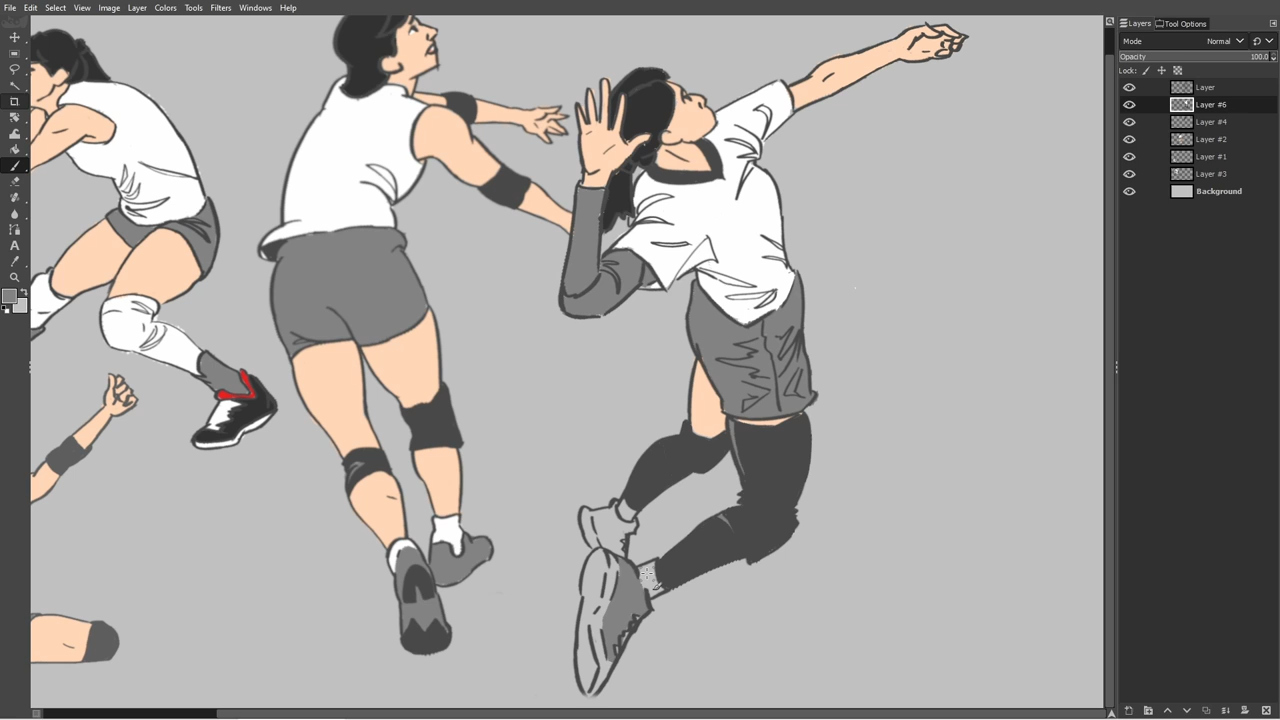 File Edit Select View Image Layer Colors Tools Filters Windows Help
Layers Tool Options
Mode Normal
Opacity 100.0
Lock:
Layer
Layer #6
Layer #4
Layer #2
Layer #1
Layer #3
Background